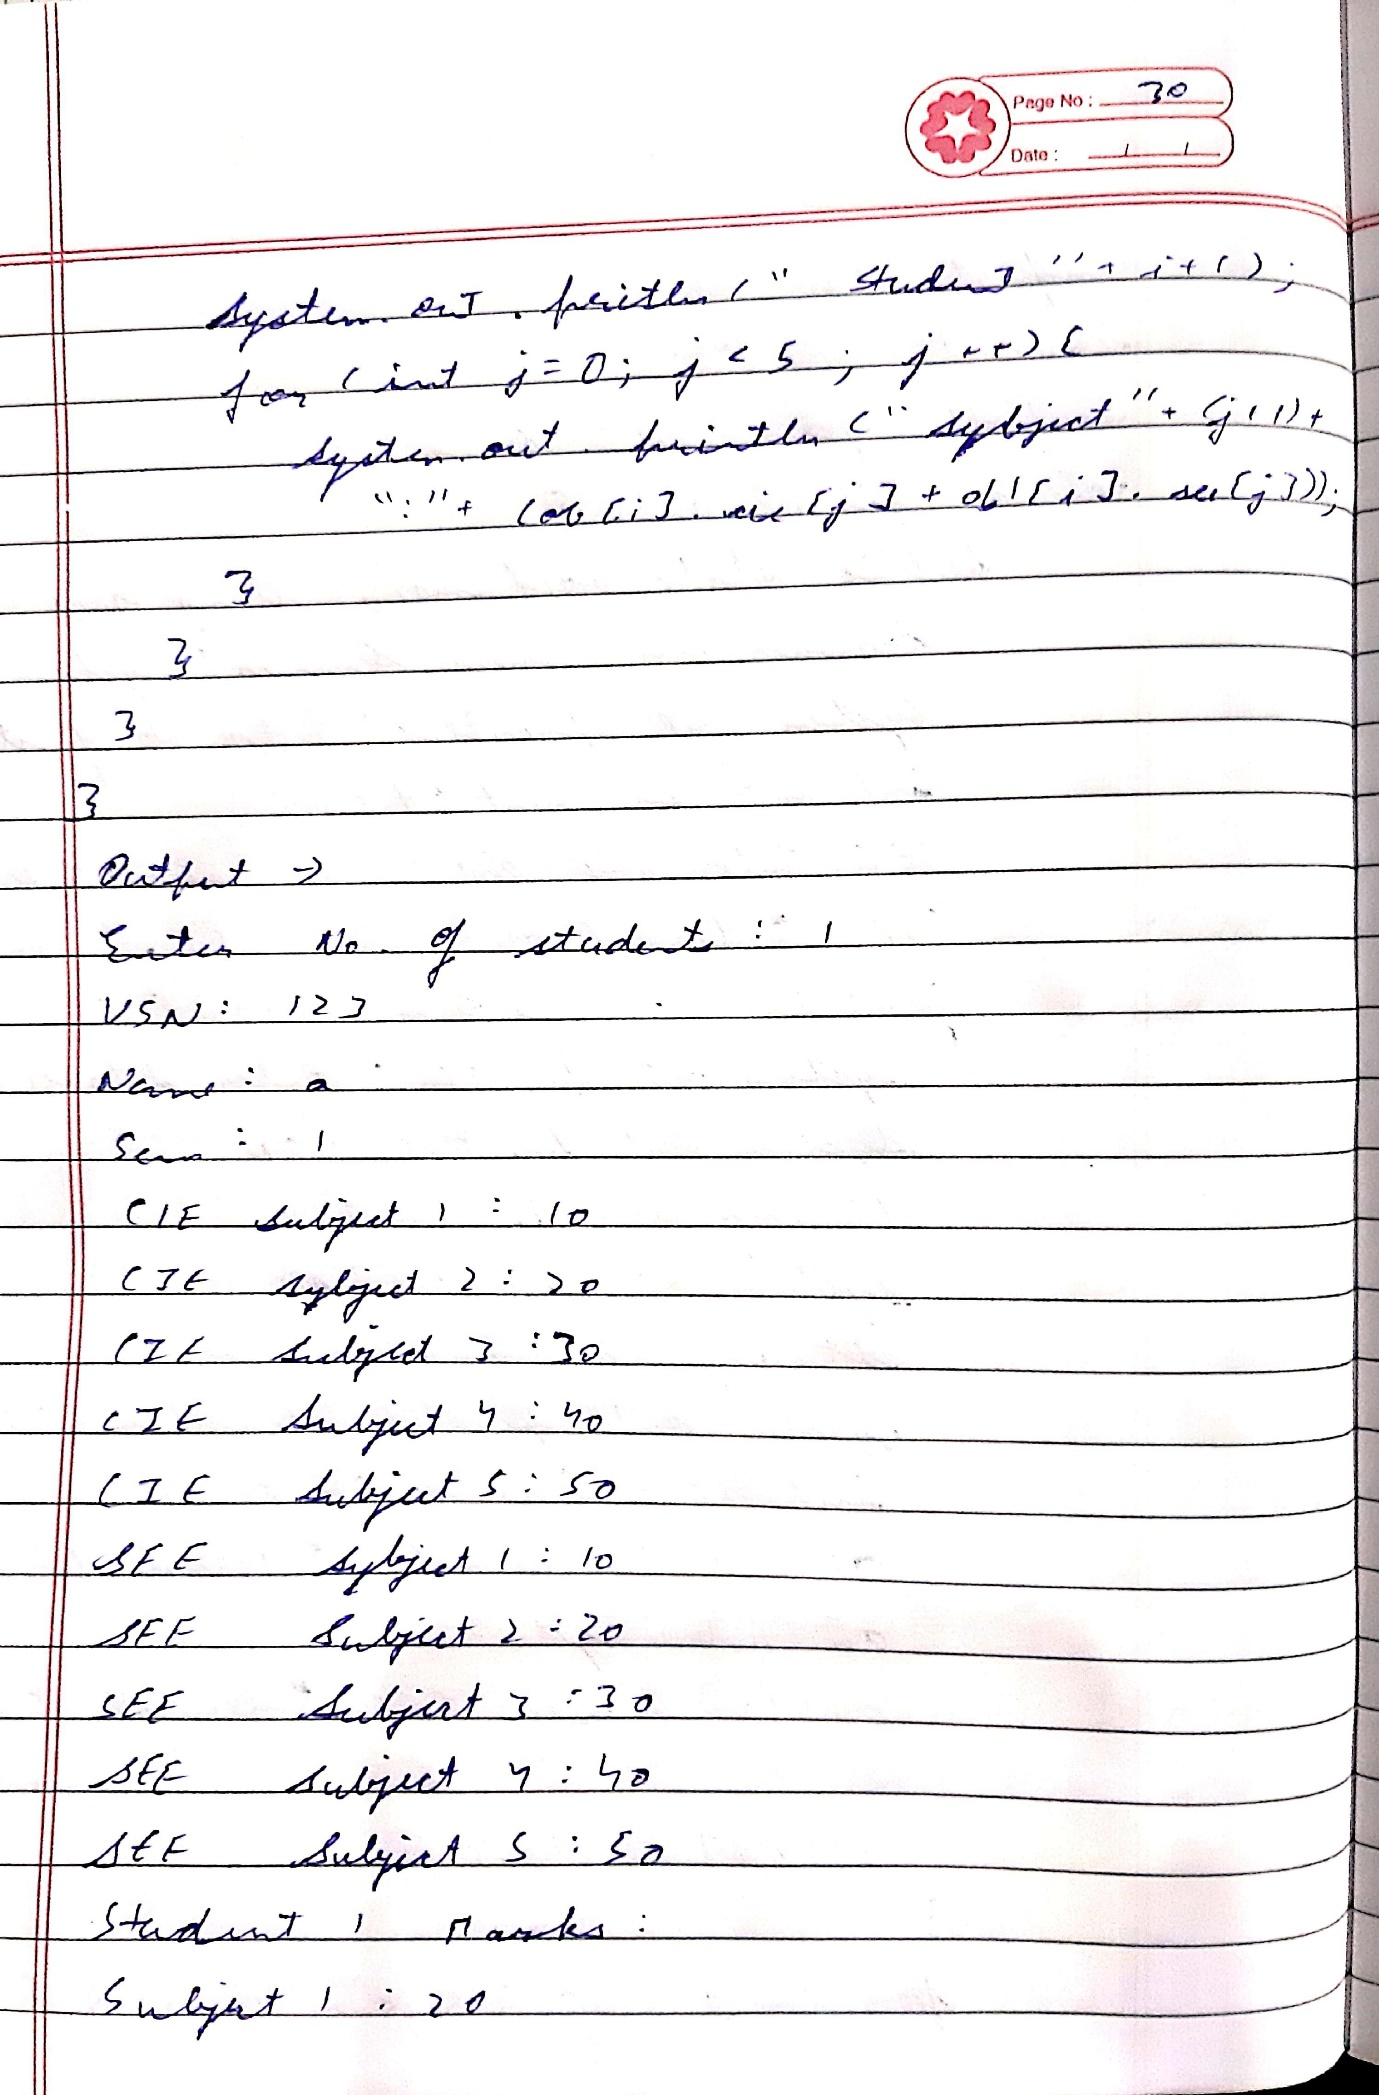 Page No : 30
Date : / /
System.out.println(" Student "+ i+1);
for (int j=0; j<5; j++) {
System.out.println(" Sybject "+ (j+1)+
":"+ (ob[i].cie[j] + ob1[i].see[j]));
}
}
}
}
Output →
Enter No. of students : 1
USN : 123
Name : a
Sem : 1
CIE Subject 1 : 10
CIE Sybject 2 : 20
CIE Subject 3 : 30
CIE Subject 4 : 40
CIE Subject 5 : 50
SEE Sybject 1 : 10
SEE Subject 2 : 20
SEE Subject 3 : 30
SEE Subject 4 : 40
SEE Subject 5 : 50
Student 1 Marks :
Subject 1 : 20